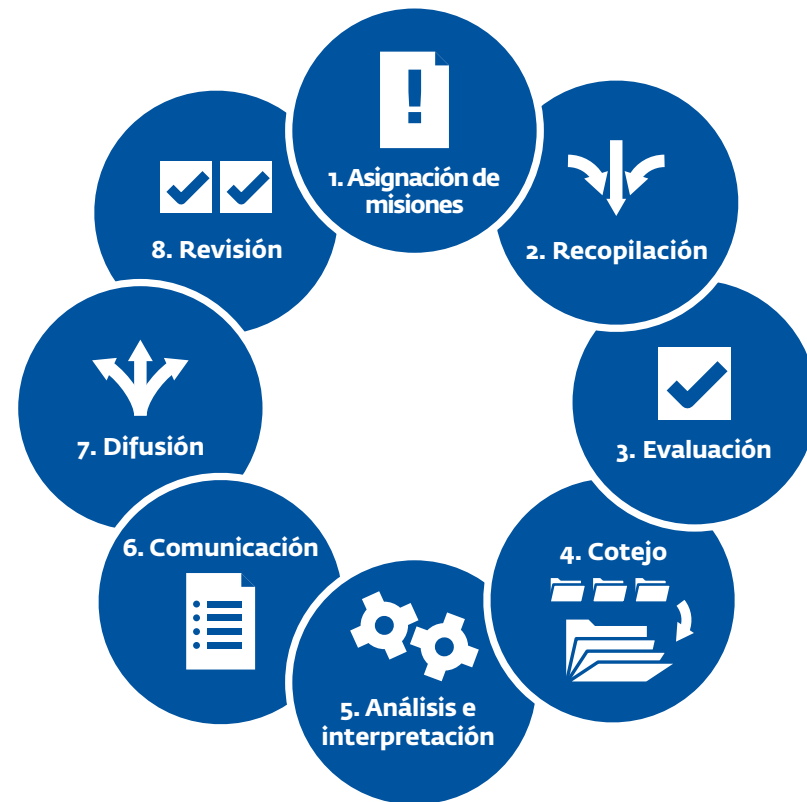 1. Asignación de
misiones
2. Recopilación
3. Evaluación
4. Cotejo
5. Análisis e
interpretación
6. Comunicación
7. Difusión
8. Revisión